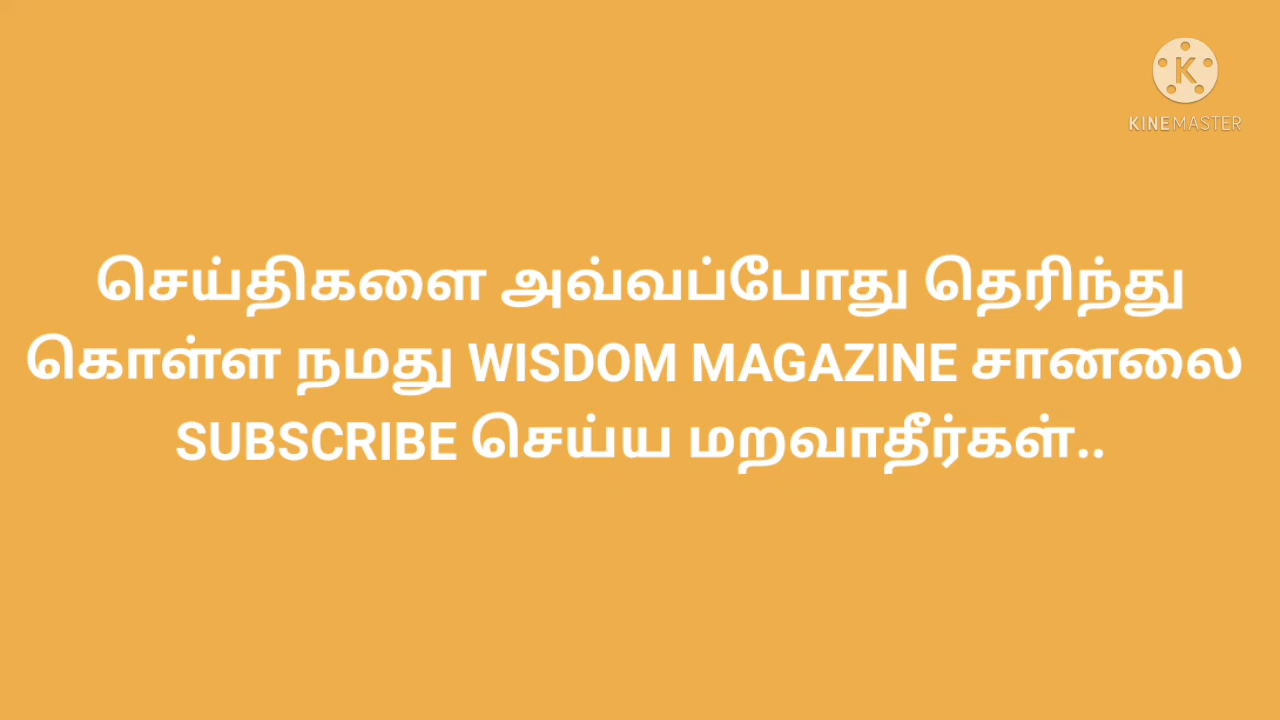 KINEMASTER
செய்திகளை அவ்வப்போது தெரிந்து
கொள்ள நமது WISDOM MAGAZINE சானலை
SUBSCRIBE செய்ய மறவாதீர்கள்..